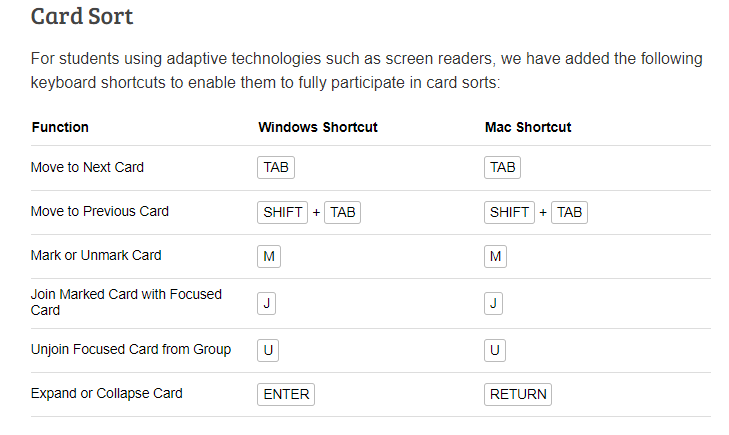 Card Sort
For students using adaptive technologies such as screen readers, we have added the following
keyboard shortcuts to enable them to fully participate in card sorts:
Function Windows Shortcut Mac Shortcut
Move to Next Card TAB TAB
Move to Previous Card SHIFT + TAB SHIFT + TAB
Mark or Unmark Card M M
Join Marked Card with Focused
Card J J
Unjoin Focused Card from Group U U
Expand or Collapse Card ENTER RETURN